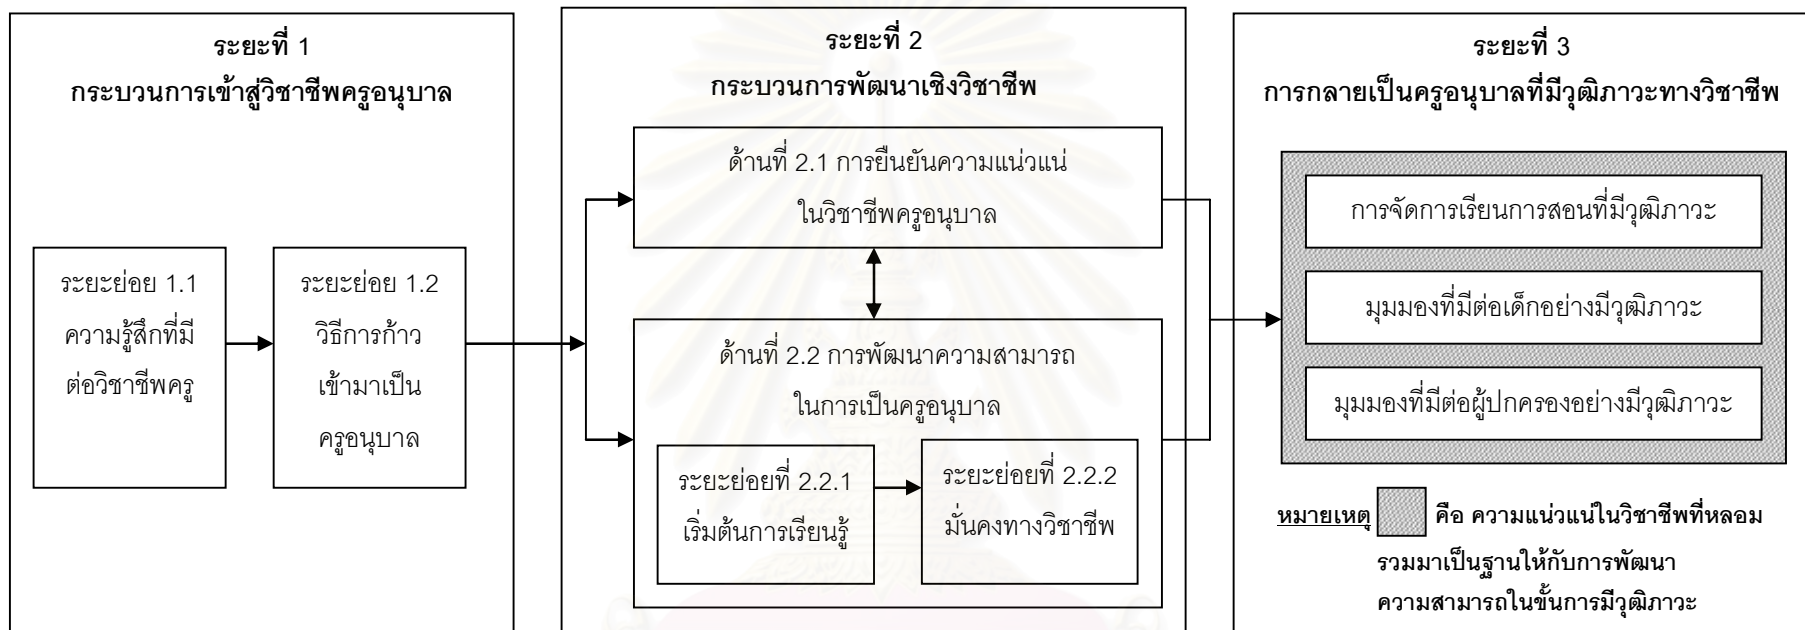 ระยะที่ 1
กระบวนการเข้าสู่วิชาชีพครูอนุบาล
ระยะย่อย 1.1
ความรู้สึกที่มี
ต่อวิชาชีพครู
ระยะย่อย 1.2
วิธีการก้าว
เข้ามาเป็น
ครูอนุบาล
ระยะที่ 2
กระบวนการพัฒนาเชิงวิชาชีพ
ด้านที่ 2.1 การยืนยันความแน่วแน่
ในวิชาชีพครูอนุบาล
ด้านที่ 2.2 การพัฒนาความสามารถ
ในการเป็นครูอนุบาล
ระยะย่อยที่ 2.2.1
เริ่มต้นการเรียนรู้
ระยะย่อยที่ 2.2.2
มั่นคงทางวิชาชีพ
ระยะที่ 3
การกลายเป็นครูอนุบาลที่มีวุฒิภาวะทางวิชาชีพ
การจัดการเรียนการสอนที่มีวุฒิภาวะ
มุมมองที่มีต่อเด็กอย่างมีวุฒิภาวะ
มุมมองที่มีต่อผู้ปกครองอย่างมีวุฒิภาวะ
หมายเหตุ คือ ความแน่วแน่ในวิชาชีพที่หลอม
รวมมาเป็นฐานให้กับการพัฒนา
ความสามารถในขั้นการมีวุฒิภาวะ